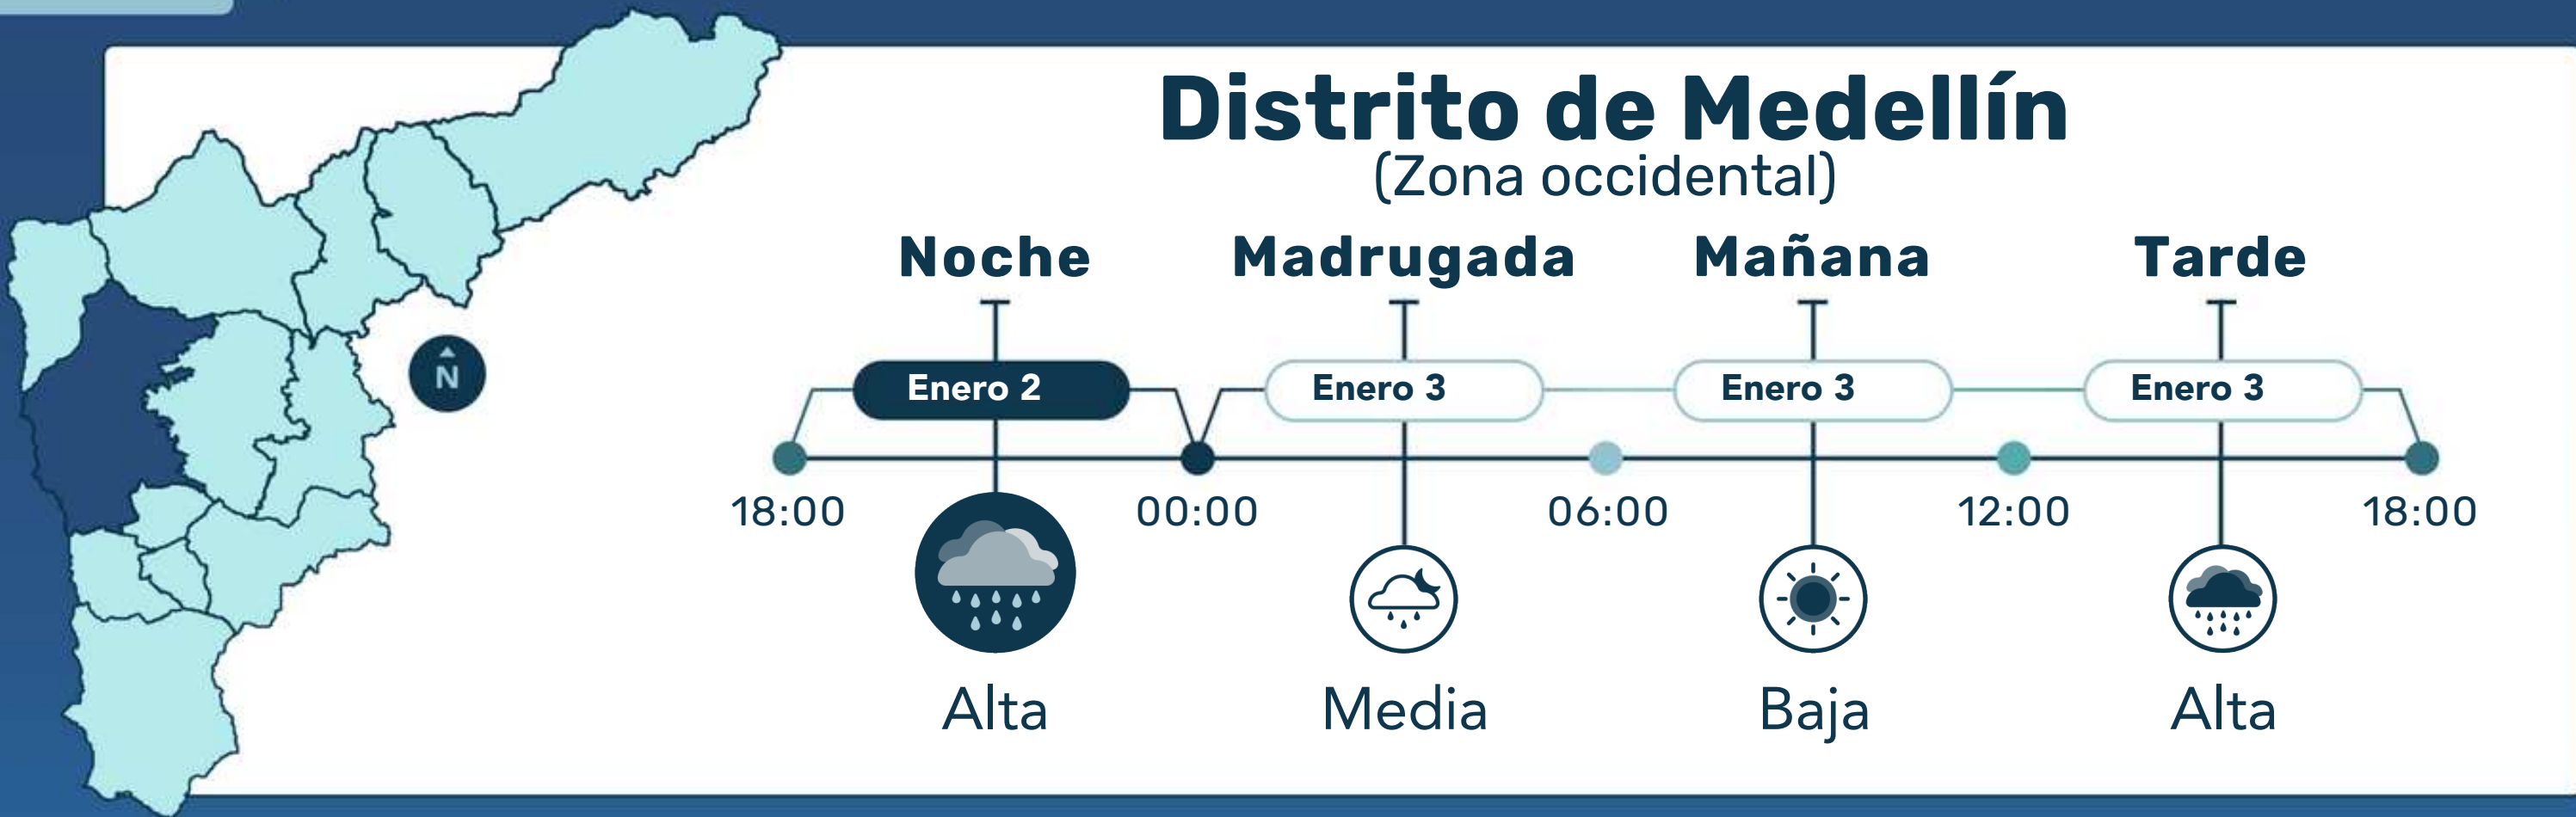 Distrito de Medellín
(Zona occidental)
Noche Madrugada Mañana Tarde
Enero 2 Enero 3 Enero 3 Enero 3
N
18:00 00:00 06:00 12:00 18:00
Alta Media Baja Alta